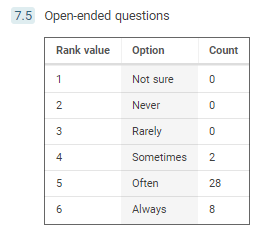 7.5 Open-ended questions
Rank value Option Count
1 Not sure 0
2 Never 0
3 Rarely 0
4 Sometimes 2
5 Often 28
6 Always 8